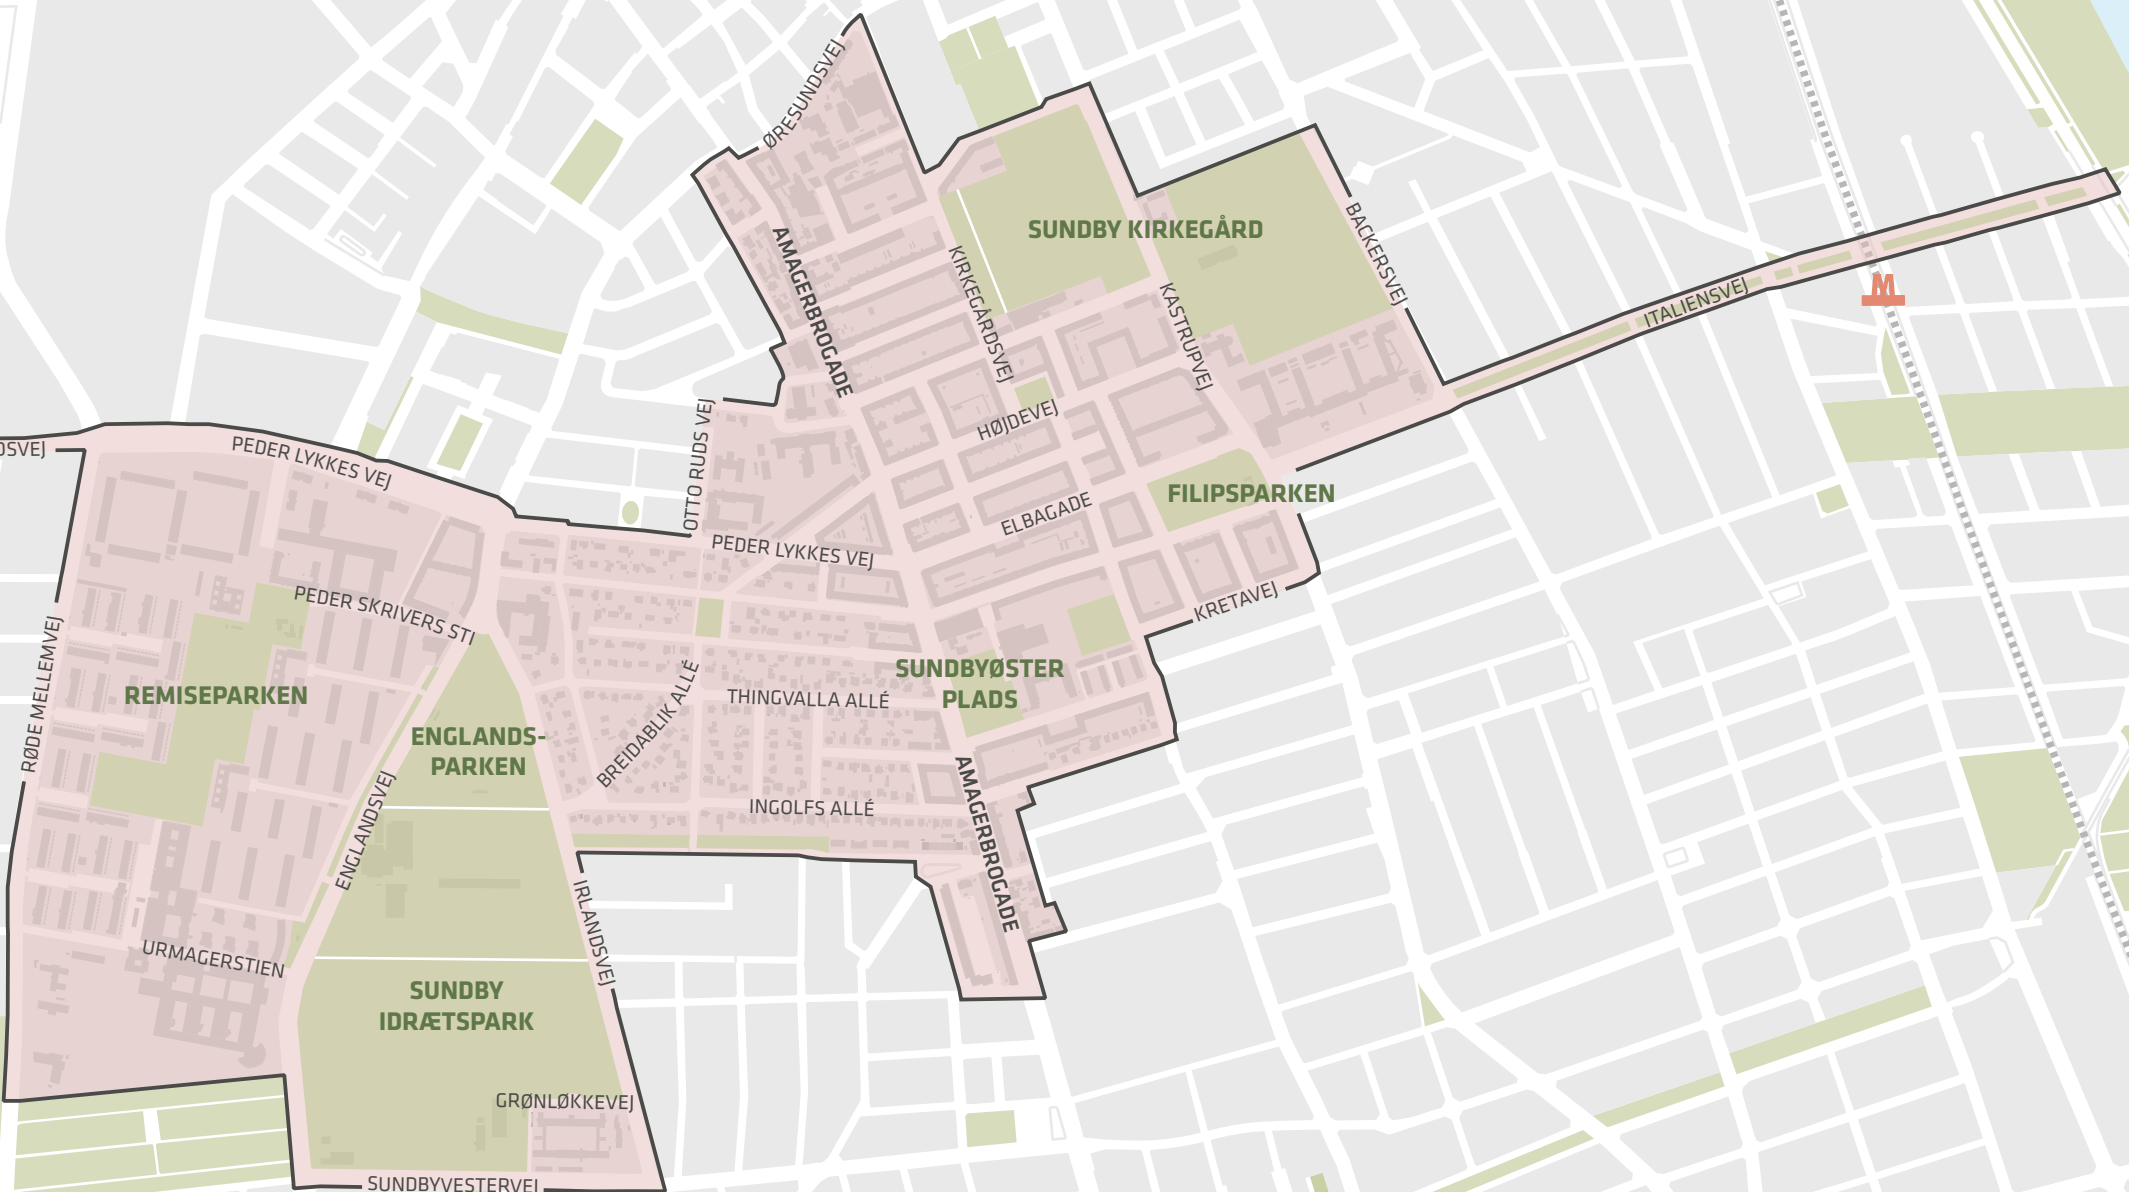 ØRESUNDSVEJ
AMAGERBROGADE
SUNDBY KIRKEGÅRD
BACKERSVEJ
KIRKEGÅRDSVEJ
KASTRUPVEJ
M
ITALIENSVEJ
HØJDEVEJ
OTTO RUDS VEJ
DSVEJ
PEDER LYKKES VEJ
FILIPSPARKEN
ELBAGADE
PEDER LYKKES VEJ
PEDER SKRIVERS STI
KRETAVEJ
RØDE MELLEMVEJ
REMISEPARKEN
SUNDBYØSTER
PLADS
THINGVALLA ALLÉ
BREIDABLIK ALLÉ
ENGLANDS-
PARKEN
INGOLFS ALLÉ
ENGLANDSVEJ
AMAGERBROGADE
IRLANDSVEJ
URMAGERSTIEN
SUNDBY
IDRÆTSPARK
GRØNLØKKEVEJ
SUNDBYVESTERVEJ